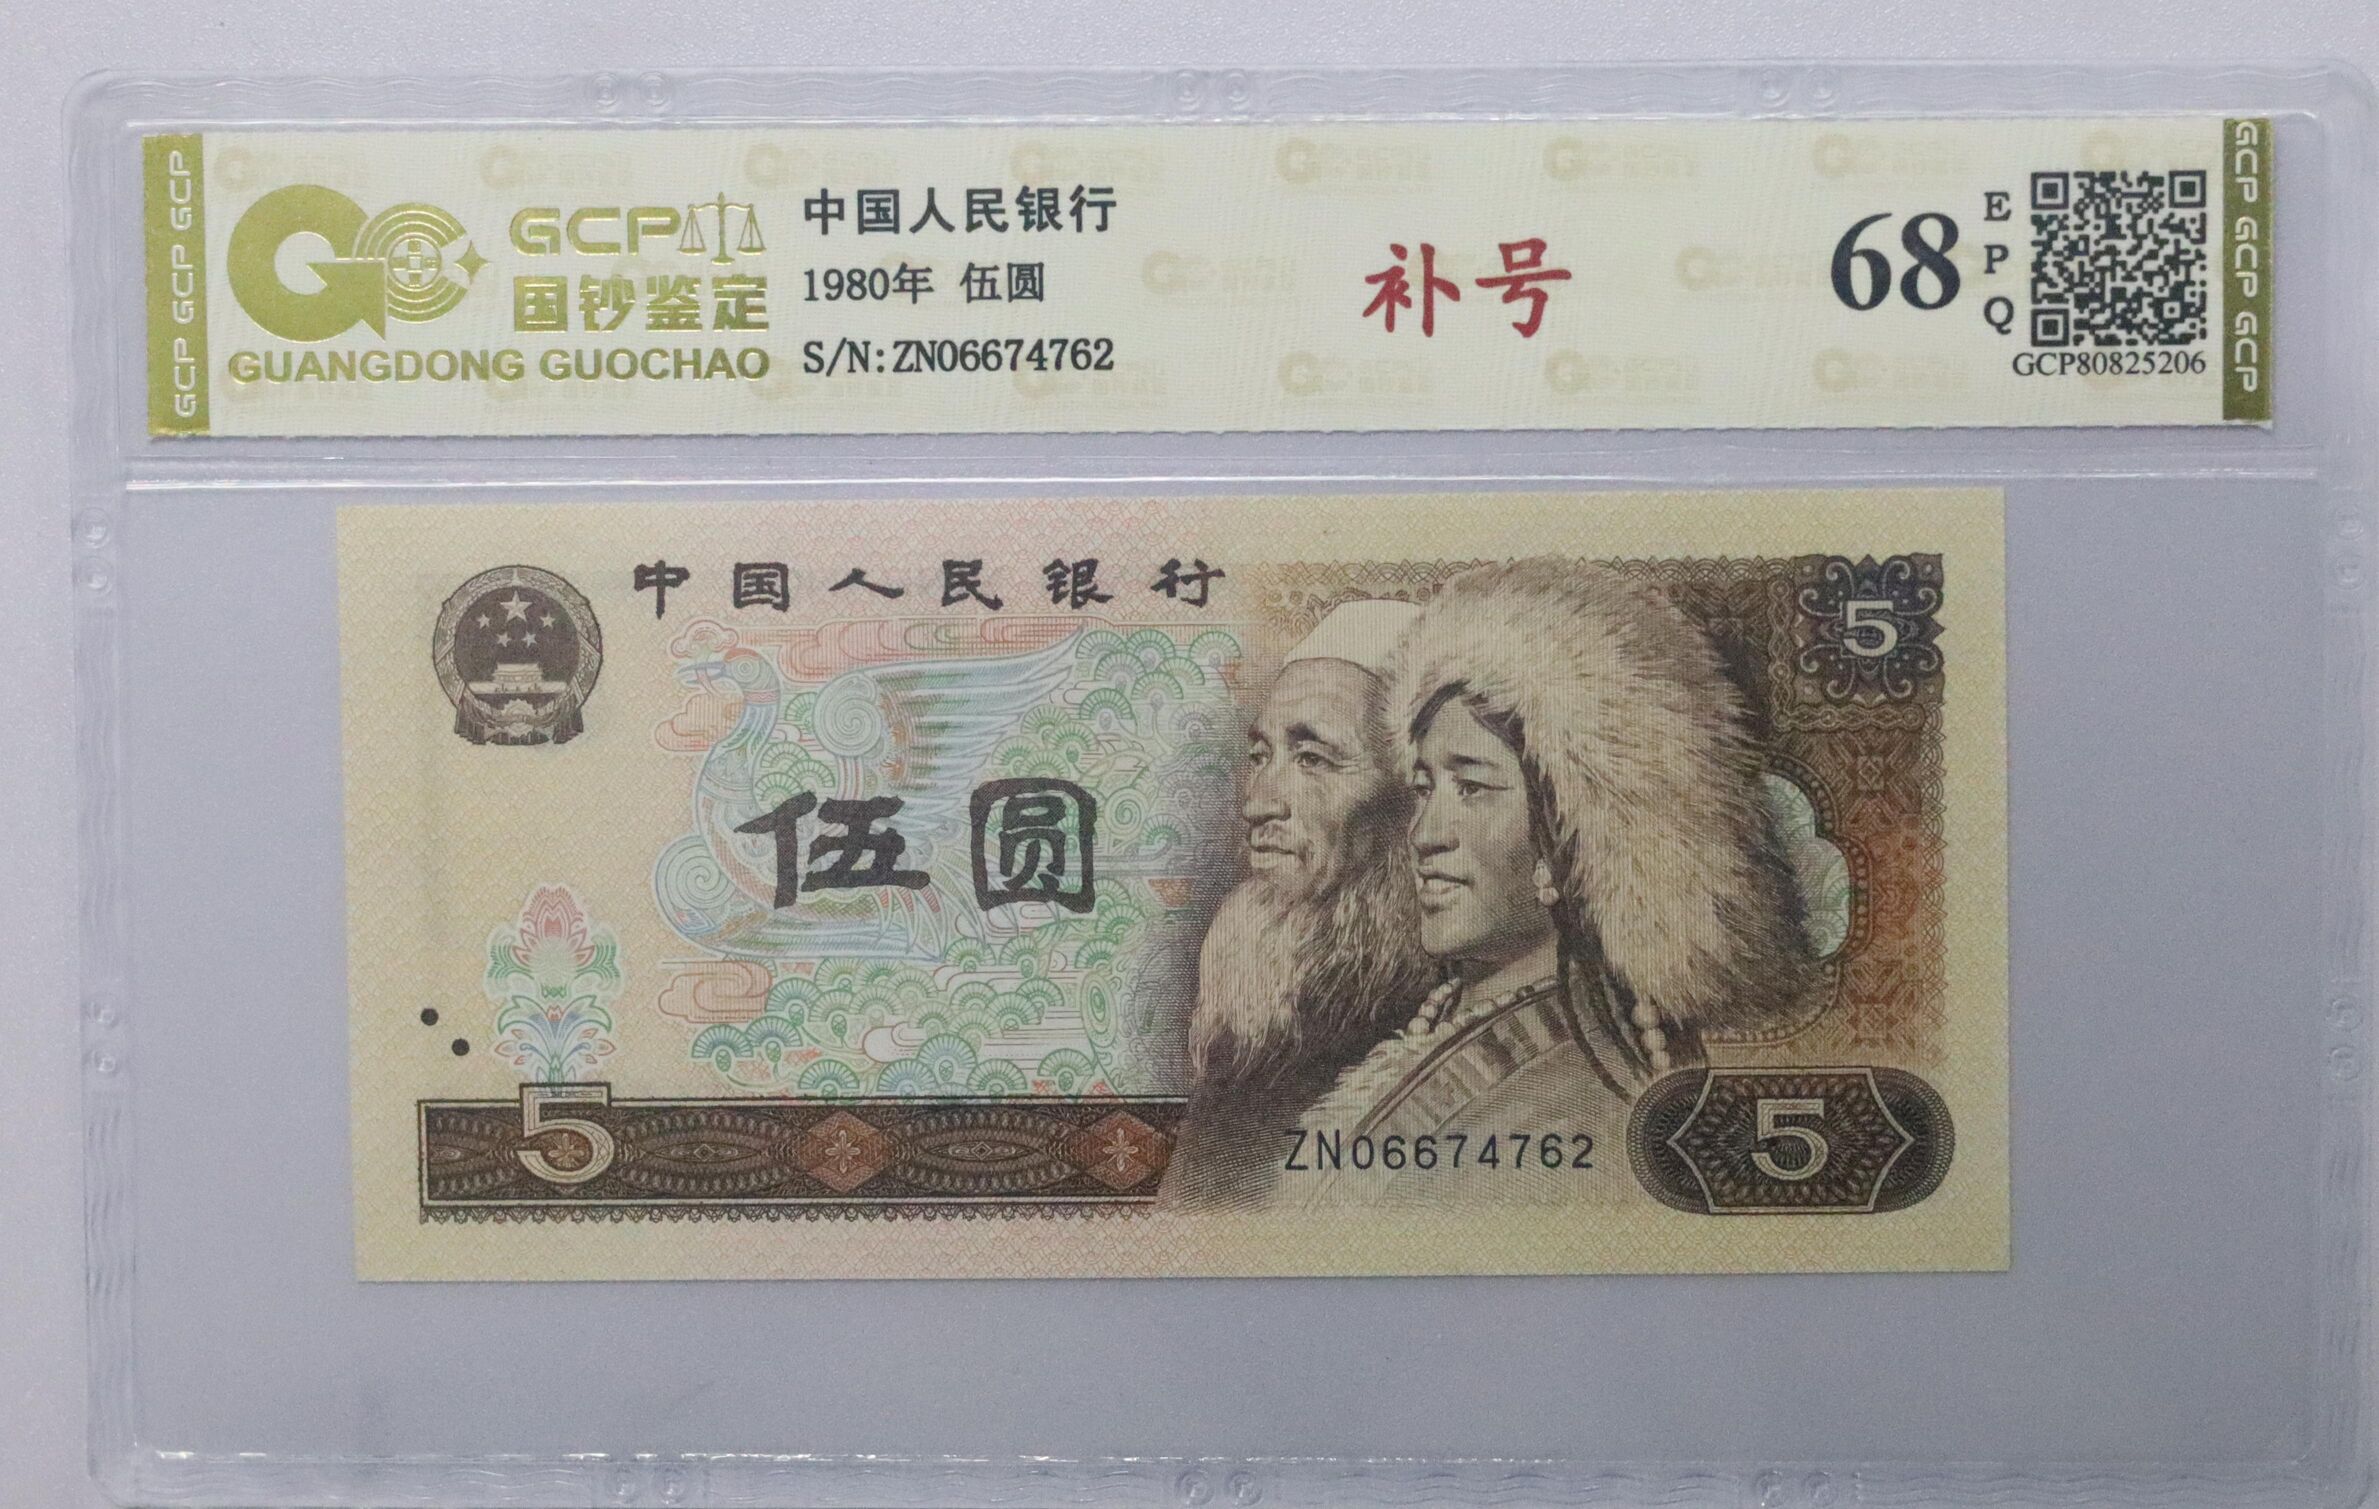 GCP GCP GCP
GCP
国钞鉴定
GUANGDONG GUOCHAO
中国人民银行
1980年 伍圆
S/N:ZN06674762
补号
68
EPQ
GCP80825206
GCP GCP GCP
中国人民银行
5
伍圆
5
ZN06674762
5